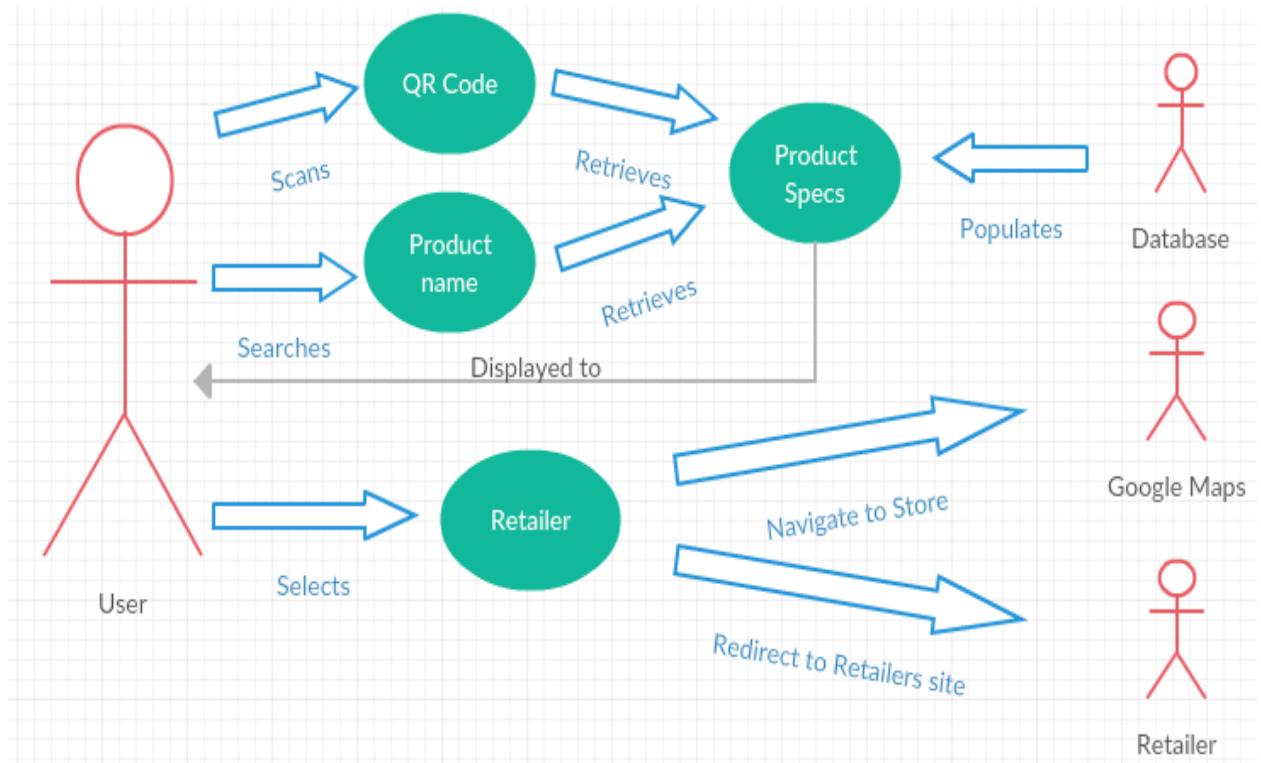 QR Code
Scans
Retrieves
Product
Specs
Populates
Database
Product
name
Searches
Retrieves
Displayed to
Google Maps
Navigate to Store
Retailer
Selects
User
Redirect to Retailers site
Retailer